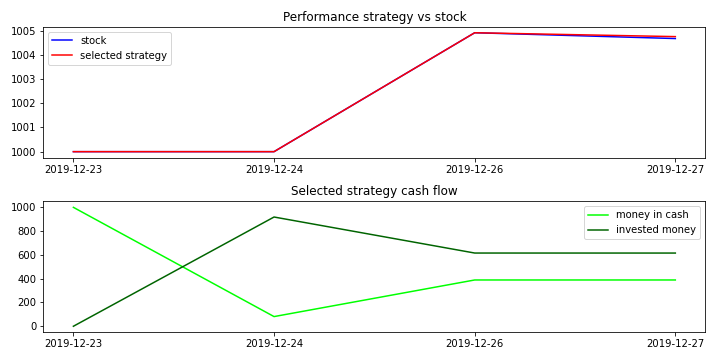 Performance strategy vs stock
1005
1004
1003
1002
1001
1000
stock
selected strategy
2019-12-23 2019-12-24 2019-12-26 2019-12-27
Selected strategy cash flow
1000
800
600
400
200
0
money in cash
invested money
2019-12-23 2019-12-24 2019-12-26 2019-12-27